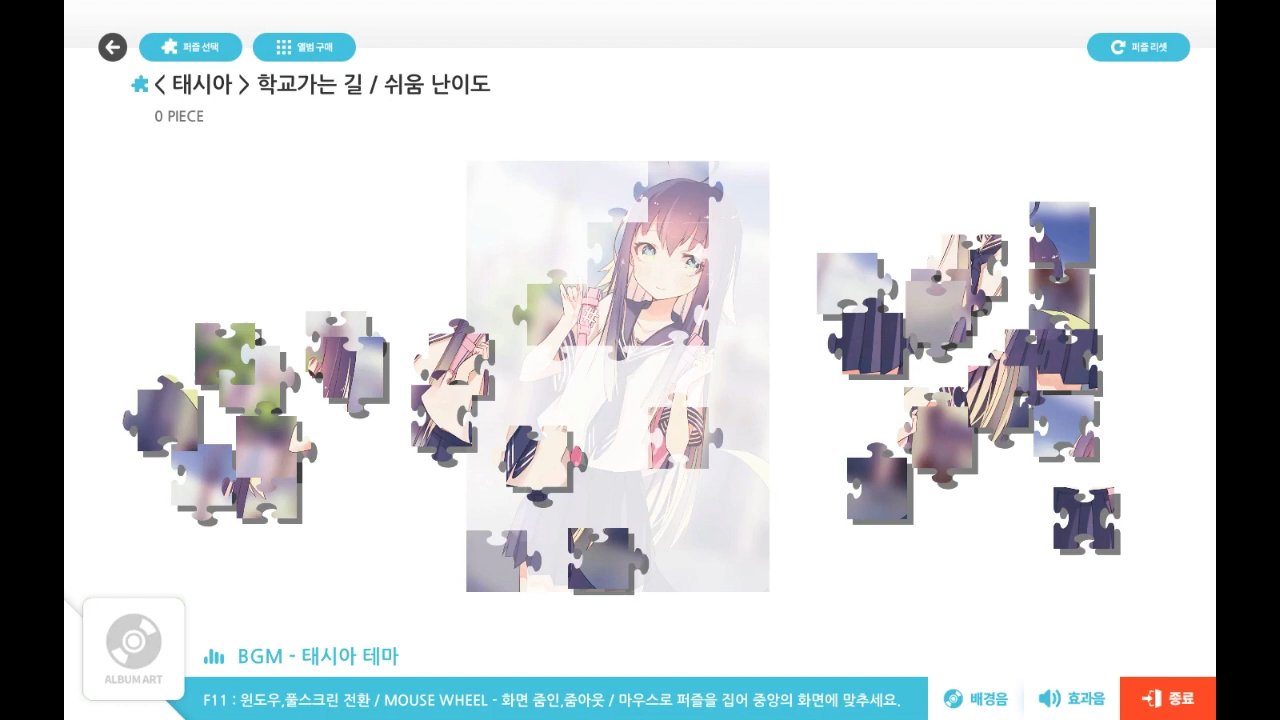 퍼즐 선택
앨범 구매
퍼즐 리셋
< 태시아 > 학교가는 길 / 쉬움 난이도
0 PIECE
ALBUM ART
BGM - 태시아 테마
F11 : 윈도우,풀스크린 전환 / MOUSE WHEEL - 화면 줌인,줌아웃 / 마우스로 퍼즐을 집어 중앙의 화면에 맞추세요.
배경음
효과음
종료